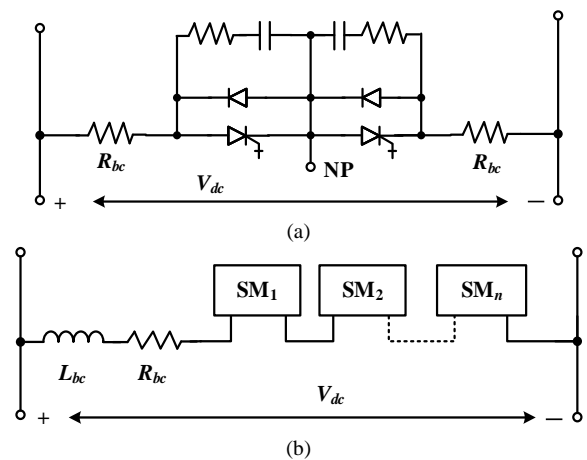 R_bc
NP
R_bc
+
V_dc
—
(a)
SM_1
SM_2
SM_n
L_bc
R_bc
+
V_dc
—
(b)